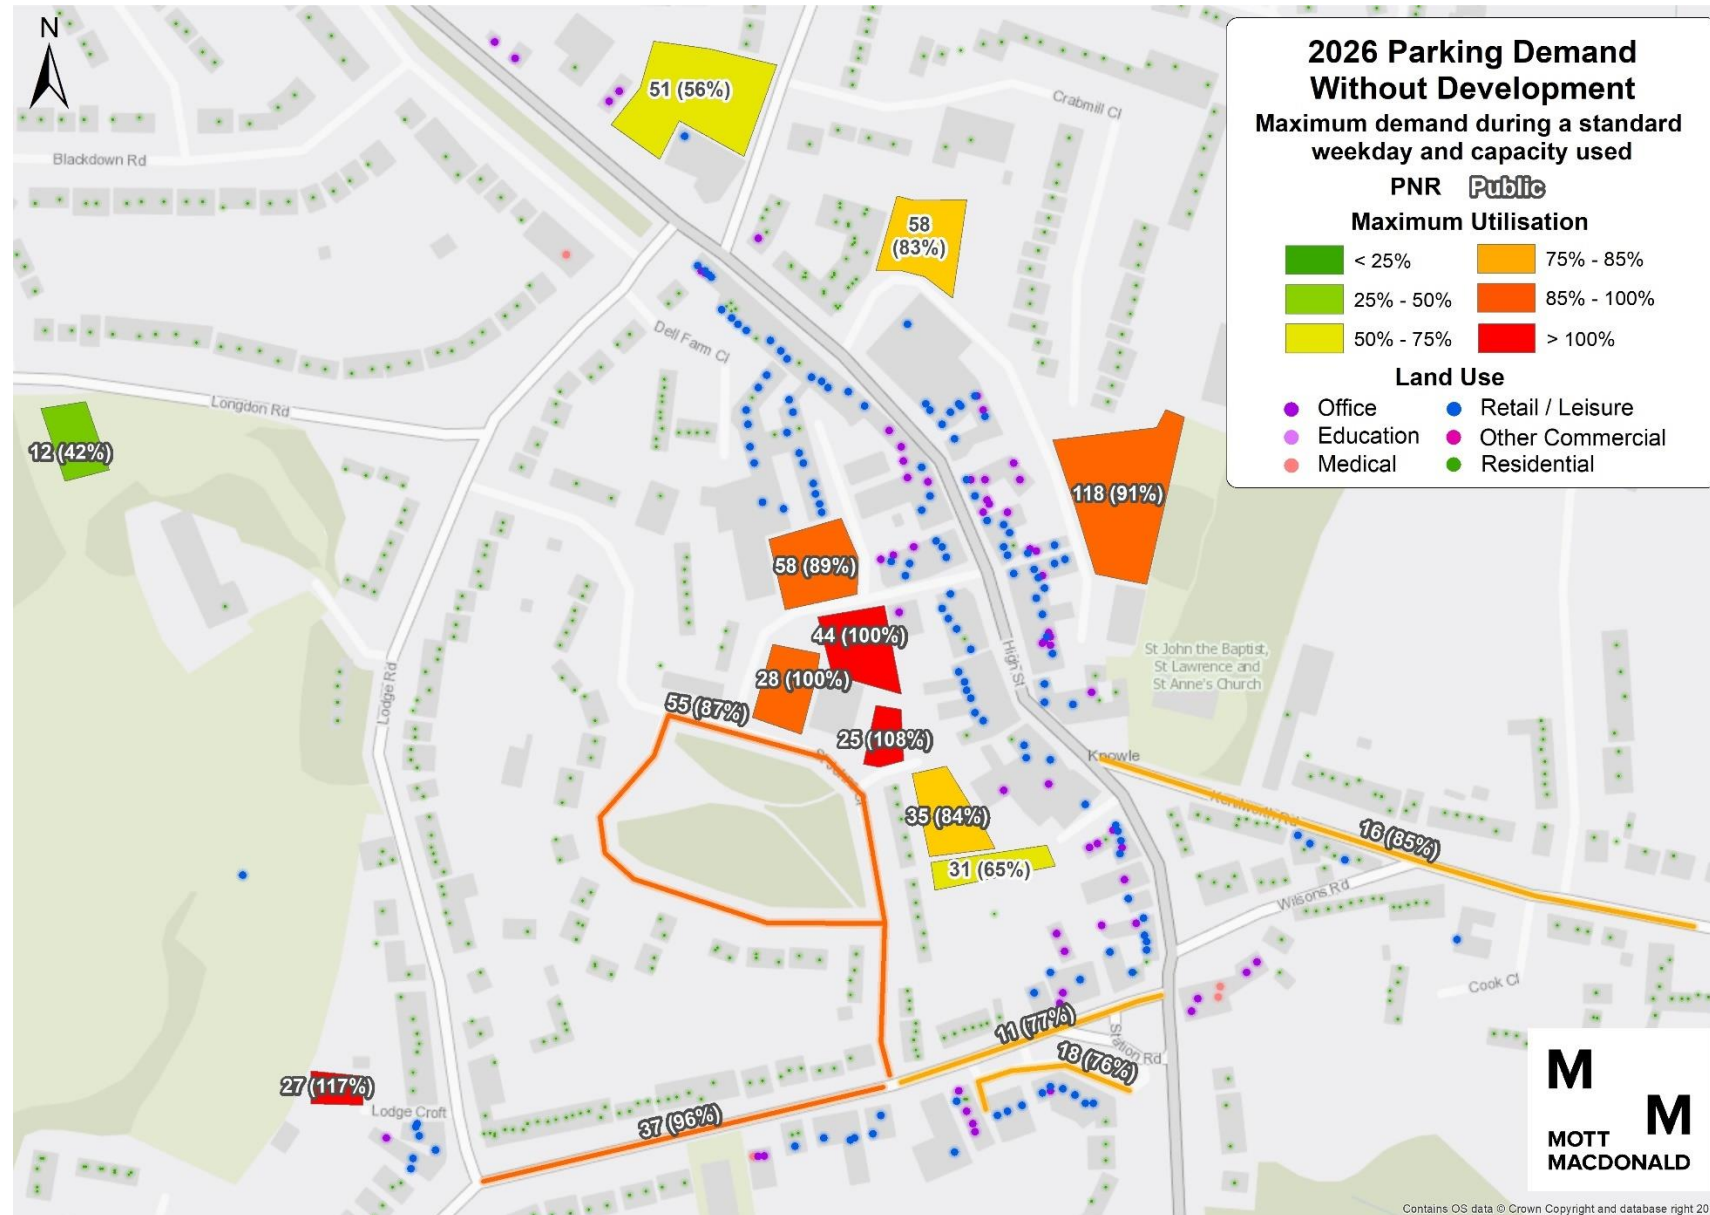 N
2026 Parking Demand
Without Development
Maximum demand during a standard
weekday and capacity used
PNR Public
Maximum Utilisation
< 25%
75% - 85%
25% - 50%
85% - 100%
50% - 75%
> 100%
Land Use
Office
Retail / Leisure
Education
Other Commercial
Medical
Residential
51 (56%)
Crabmill Cl
Blackdown Rd
58
(83%)
Dell Farm Cl
Longdon Rd
12 (42%)
118 (91%)
58 (89%)
44 (100%)
28 (100%)
55 (87%)
25 (108%)
High St
St John the Baptist,
St Lawrence and
St Anne's Church
Lodge Rd
Knowle
Kenilworth Rd
16 (85%)
35 (84%)
31 (65%)
Wilsons Rd
Cook Cl
11 (77%)
Station Rd
18 (76%)
27 (117%)
Lodge Croft
37 (96%)
M
M
MOTT
MACDONALD
Contains OS data © Crown Copyright and database right 20